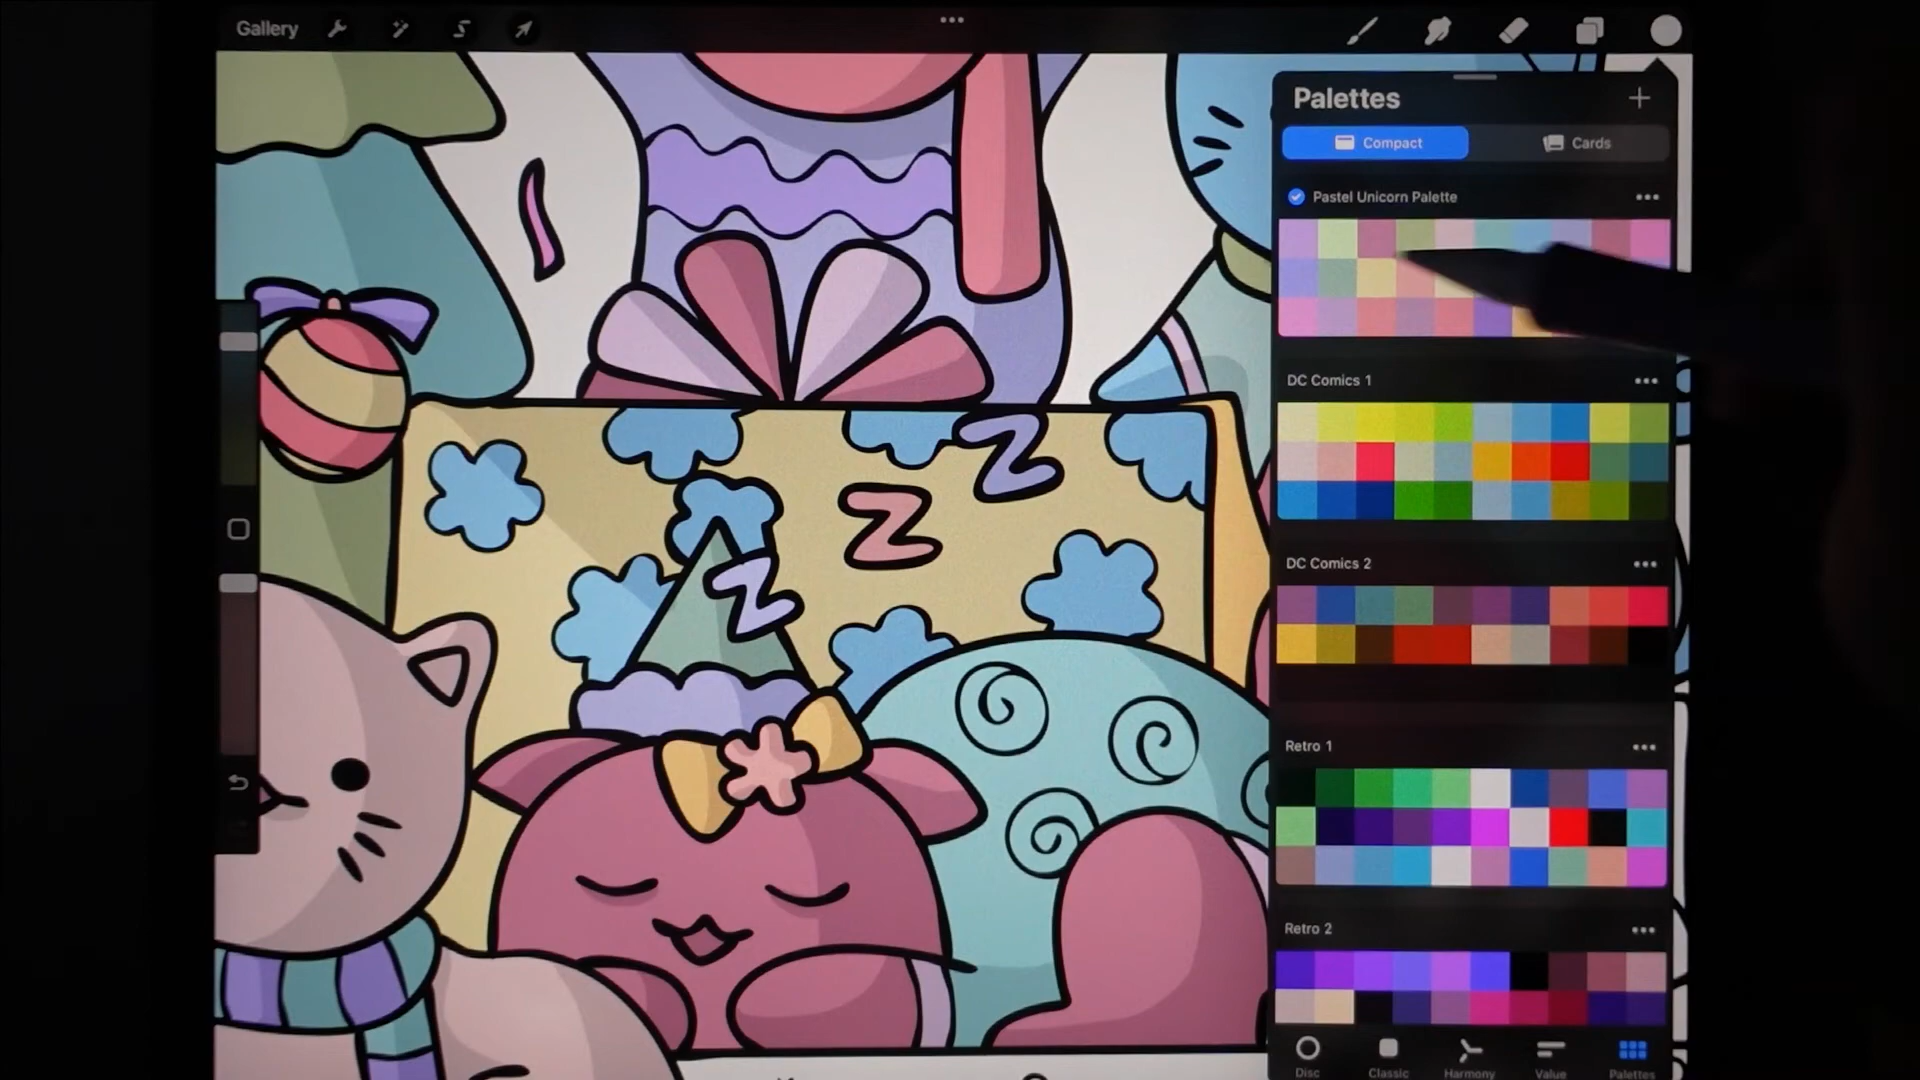 Gallery
Palettes
Compact
Cards
Pastel Unicorn Palette
DC Comics 1
DC Comics 2
Retro 1
Retro 2
Disc
Classic
Harmony
Value
Palettes
z
z
z